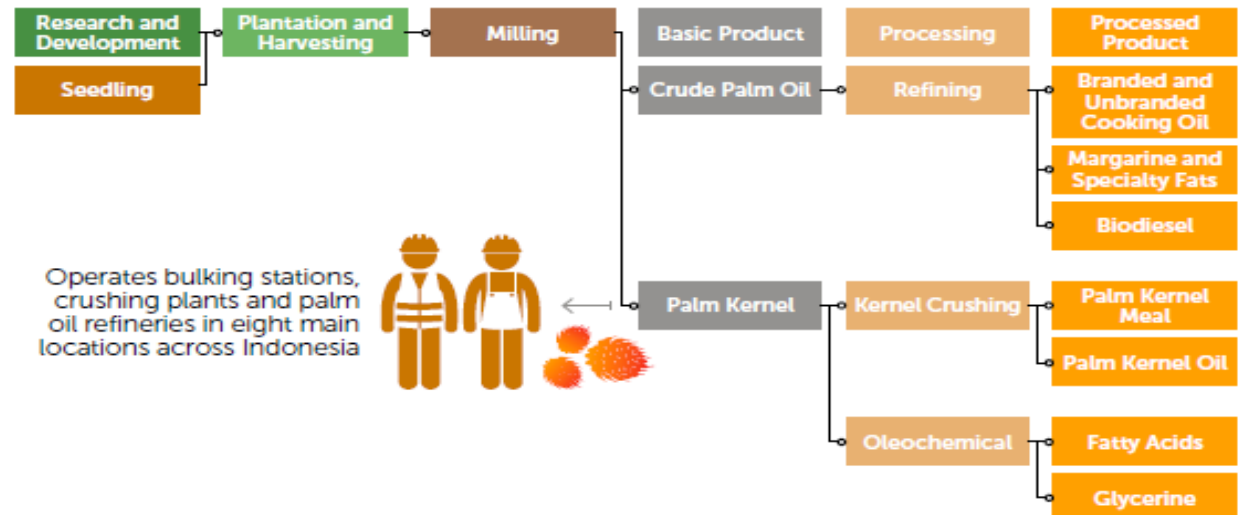 Research and
Development
Plantation and
Harvesting
Milling
Basic Product
Processing
Processed
Product
Seedling
Crude Palm Oil
Refining
Branded and
Unbranded
Cooking Oil
Margarine and
Specialty Fats
Biodiesel
Operates bulking stations,
crushing plants and palm
oil refineries in eight main
locations across Indonesia
Palm Kernel
Kernel Crushing
Palm Kernel
Meal
Palm Kernel Oil
Oleochemical
Fatty Acids
Glycerine